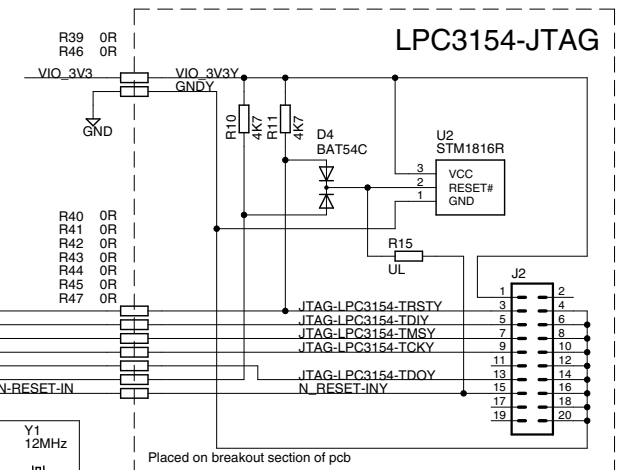 LPC3154-JTAG
R39 0R
R46 0R
VIO_3V3
VIO_3V3Y
GNDY
GND
R10
4K7
R11
4K7
D4
BAT54C
U2
STM1816R
3 VCC
2 RESET#
1 GND
R40 0R
R41 0R
R42 0R
R43 0R
R44 0R
R45 0R
R47 0R
R15
UL
J2
1 2
3 4
5 6
7 8
9 10
11 12
13 14
15 16
17 18
19 20
JTAG-LPC3154-TRSTY
JTAG-LPC3154-TDIY
JTAG-LPC3154-TMSY
JTAG-LPC3154-TCKY
JTAG-LPC3154-TDOY
N-RESET-IN
N_RESET-INY
Y1
12MHz
Placed on breakout section of pcb